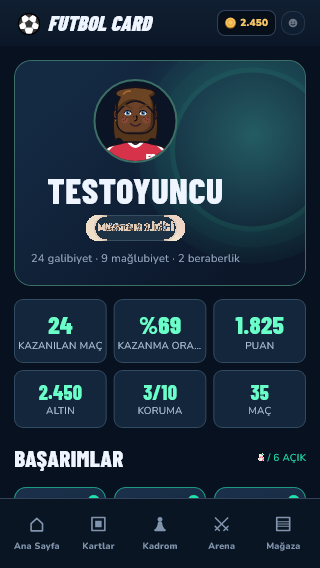 FUTBOL CARD
2.450
TESTOYUNCU
24 galibiyet · 9 mağlubiyet · 2 beraberlik
24
KAZANILAN MAÇ
%69
KAZANMA ORA...
1.825
PUAN
2.450
ALTIN
3/10
KORUMA
35
MAÇ
BAŞARIMLAR
/ 6 AÇIK
Ana Sayfa
Kartlar
Kadrom
Arena
Mağaza